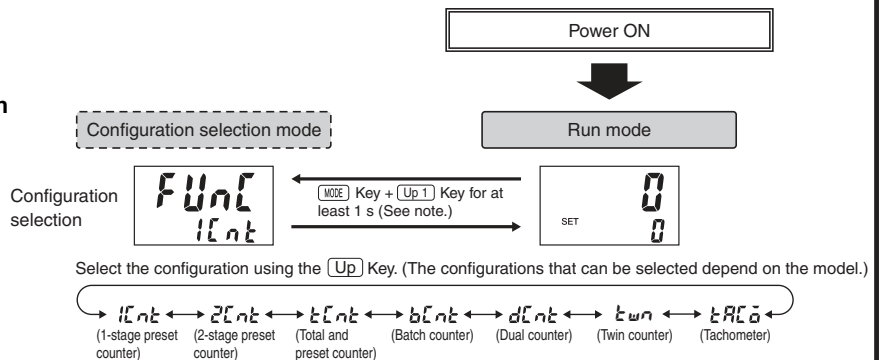 Power ON
n
Configuration selection mode
Run mode
Configuration
selection
FUnC
1Cnt
MODE Key + Up 1 Key for at
least 1 s (See note.)
0
SET
0
Select the configuration using the Up Key. (The configurations that can be selected depend on the model.)
1Cnt 2Cnt tCnt bCnt dCnt twn tACo
(1-stage preset
counter)
(2-stage preset
counter)
(Total and
preset counter)
(Batch counter)
(Dual counter)
(Twin counter)
(Tachometer)